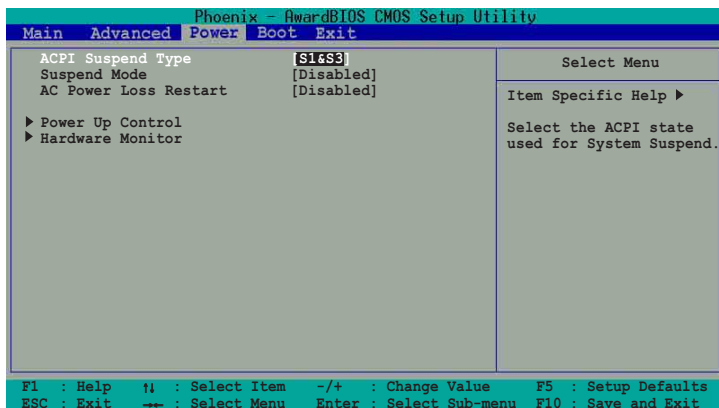 Phoenix - AwardBIOS CMOS Setup Utility
Main Advanced Power Boot Exit
ACPI Suspend Type [S1&S3]
Suspend Mode [Disabled]
AC Power Loss Restart [Disabled]
Power Up Control
Hardware Monitor
Select Menu
Item Specific Help
Select the ACPI state
used for System Suspend.
F1 : Help ↑↓ : Select Item -/+ : Change Value F5 : Setup Defaults
ESC : Exit →← : Select Menu Enter : Select Sub-menu F10 : Save and Exit